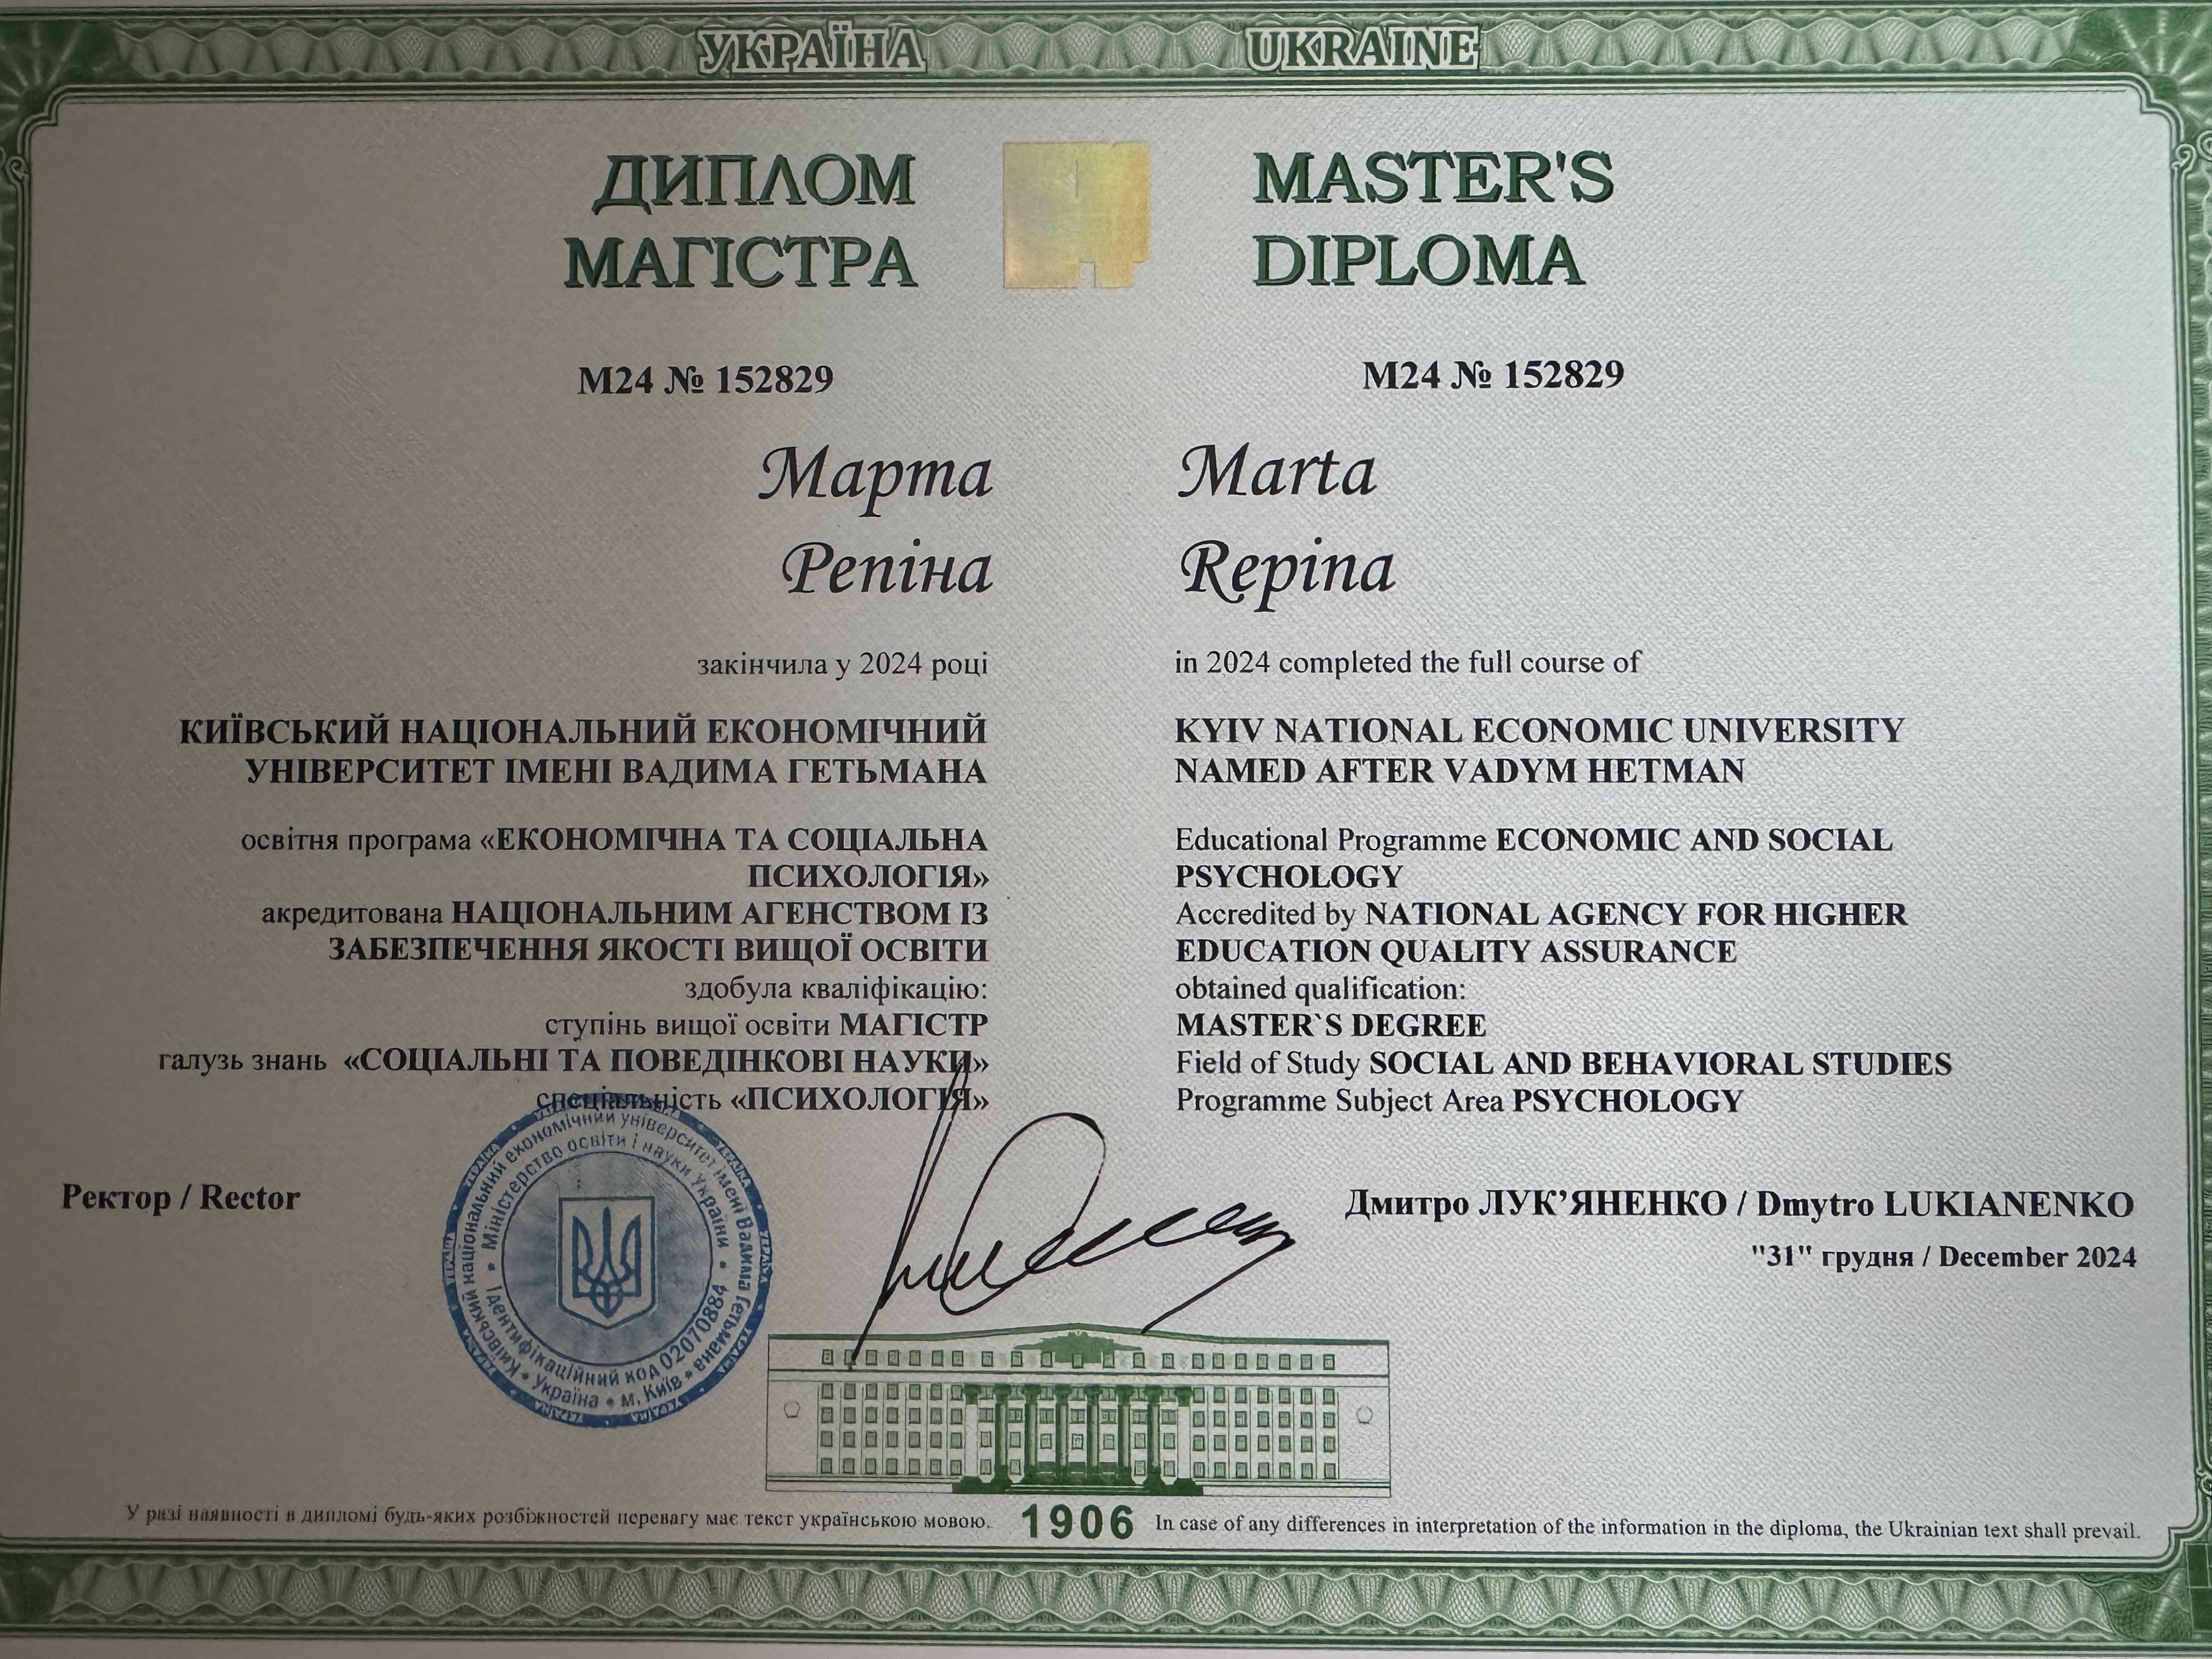 УКРАЇНА
UKRAINE
ДИПЛОМ
МАГІСТРА
MASTER'S
DIPLOMA
М24 № 152829
M24 № 152829
Марта
Репіна
Marta
Repina
закінчила у 2024 році
КИЇВСЬКИЙ НАЦІОНАЛЬНИЙ ЕКОНОМІЧНИЙ
УНІВЕРСИТЕТ ІМЕНІ ВАДИМА ГЕТЬМАНА
освітня програма «ЕКОНОМІЧНА ТА СОЦІАЛЬНА
ПСИХОЛОГІЯ»
акредитована НАЦІОНАЛЬНИМ АГЕНСТВОМ ІЗ
ЗАБЕЗПЕЧЕННЯ ЯКОСТІ ВИЩОЇ ОСВІТИ
здобула кваліфікацію:
ступінь вищої освіти МАГІСТР
галузь знань «СОЦІАЛЬНІ ТА ПОВЕДІНКОВІ НАУКИ»
спеціальність «ПСИХОЛОГІЯ»
in 2024 completed the full course of
KYIV NATIONAL ECONOMIC UNIVERSITY
NAMED AFTER VADYM HETMAN
Educational Programme ECONOMIC AND SOCIAL
PSYCHOLOGY
Accredited by NATIONAL AGENCY FOR HIGHER
EDUCATION QUALITY ASSURANCE
obtained qualification:
MASTER`S DEGREE
Field of Study SOCIAL AND BEHAVIORAL STUDIES
Programme Subject Area PSYCHOLOGY
Ректор / Rector
Дмитро ЛУК’ЯНЕНКО / Dmytro LUKIANENKO
"31" грудня / December 2024
Київський національний економічний університет імені Вадима Гетьмана
Україна • м. Київ
Міністерство освіти і науки України
Ідентифікаційний код 02070884
У разі наявності в дипломі будь-яких розбіжностей перевагу має текст українською мовою.
1906
In case of any differences in interpretation of the information in the diploma, the Ukrainian text shall prevail.